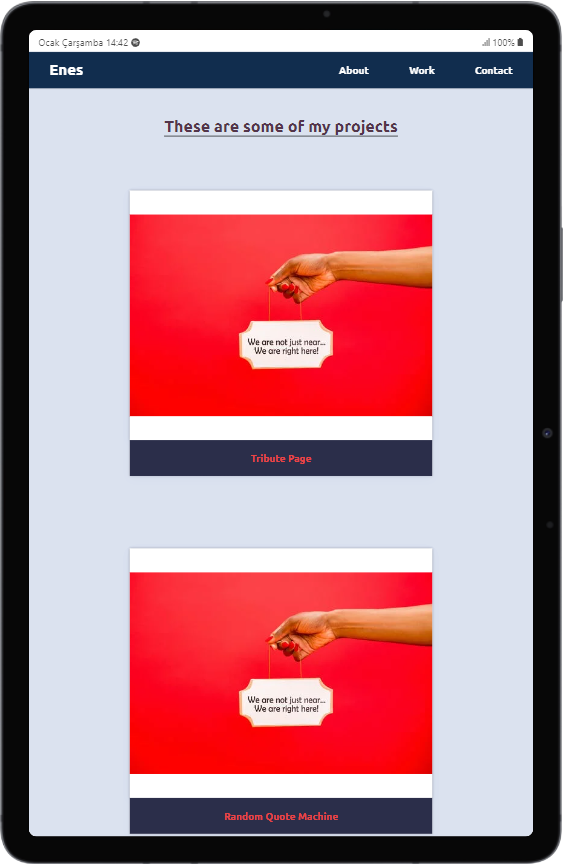 Ocak Çarşamba 14:42 100%
Enes About Work Contact
These are some of my projects
We are not just near...
We are right here!
Tribute Page
We are not just near...
We are right here!
Random Quote Machine